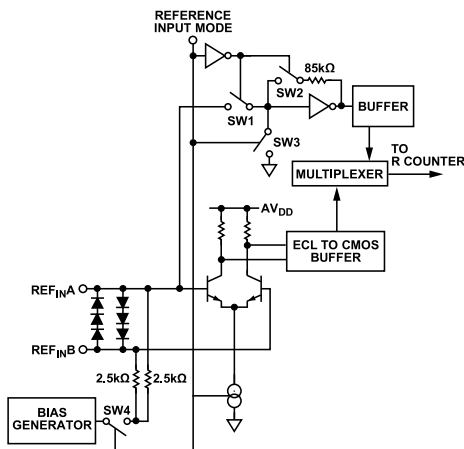 REFERENCE
INPUT MODE
85kΩ
SW2
SW1
BUFFER
SW3
TO
R COUNTER
MULTIPLEXER
AVDD
ECL TO CMOS
BUFFER
REFINA
REFINB
2.5kΩ
2.5kΩ
BIAS
GENERATOR
SW4